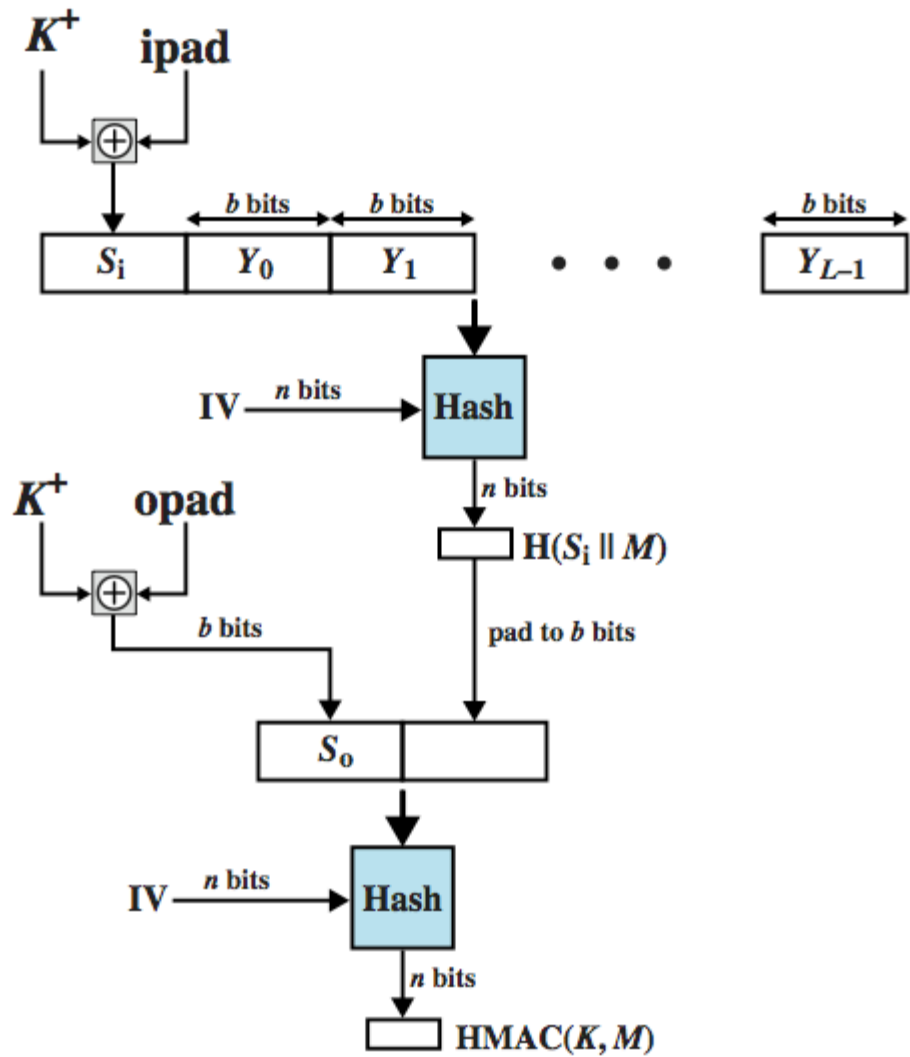 K⁺ ipad
b bits b bits b bits
Sᵢ Y₀ Y₁ • • • Y_{L–1}
n bits
IV Hash
n bits
K⁺ opad
H(Sᵢ || M)
b bits pad to b bits
Sₒ
n bits
IV Hash
n bits
HMAC(K, M)